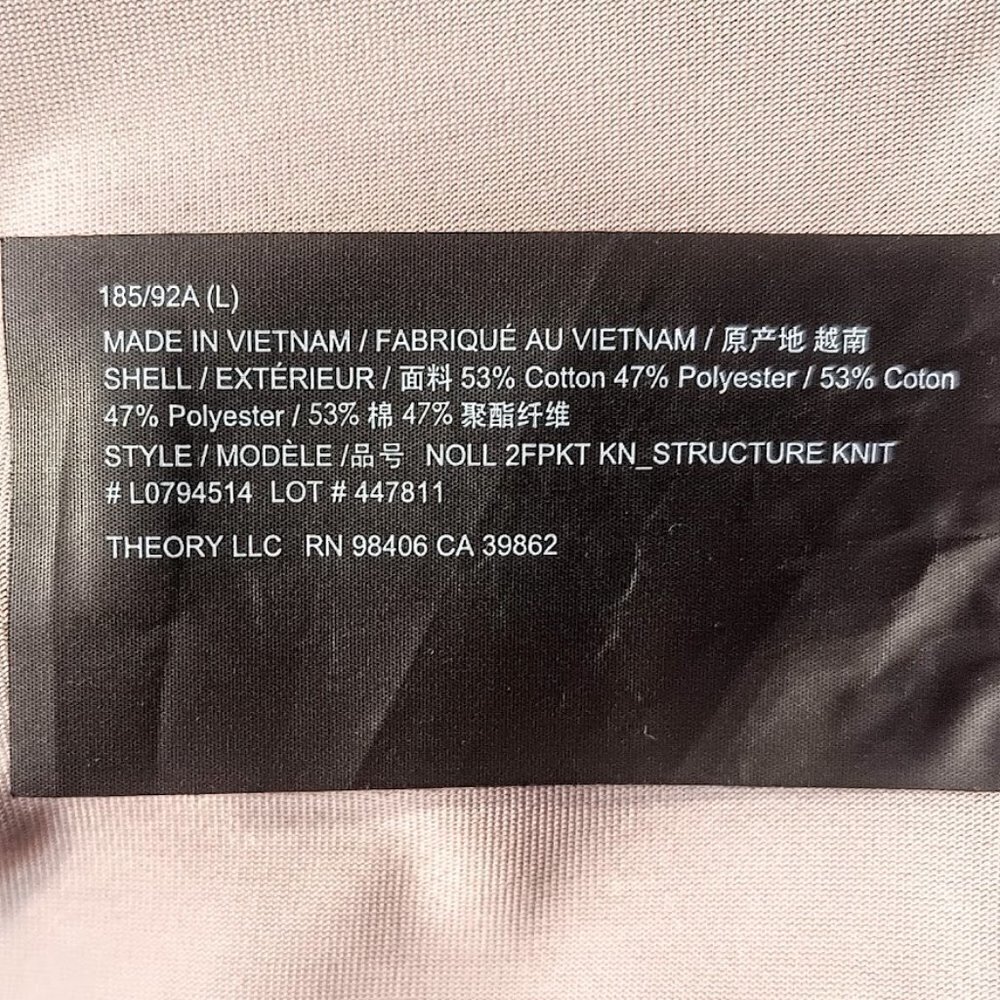 185/92A (L)
MADE IN VIETNAM / FABRIQUÉ AU VIETNAM / 原产地 越南
SHELL / EXTÉRIEUR / 面料 53% Cotton 47% Polyester / 53% Coton
47% Polyester / 53% 棉 47% 聚酯纤维
STYLE / MODÈLE /品号 NOLL 2FPKT KN_STRUCTURE KNIT
# L0794514 LOT # 447811
THEORY LLC RN 98406 CA 39862